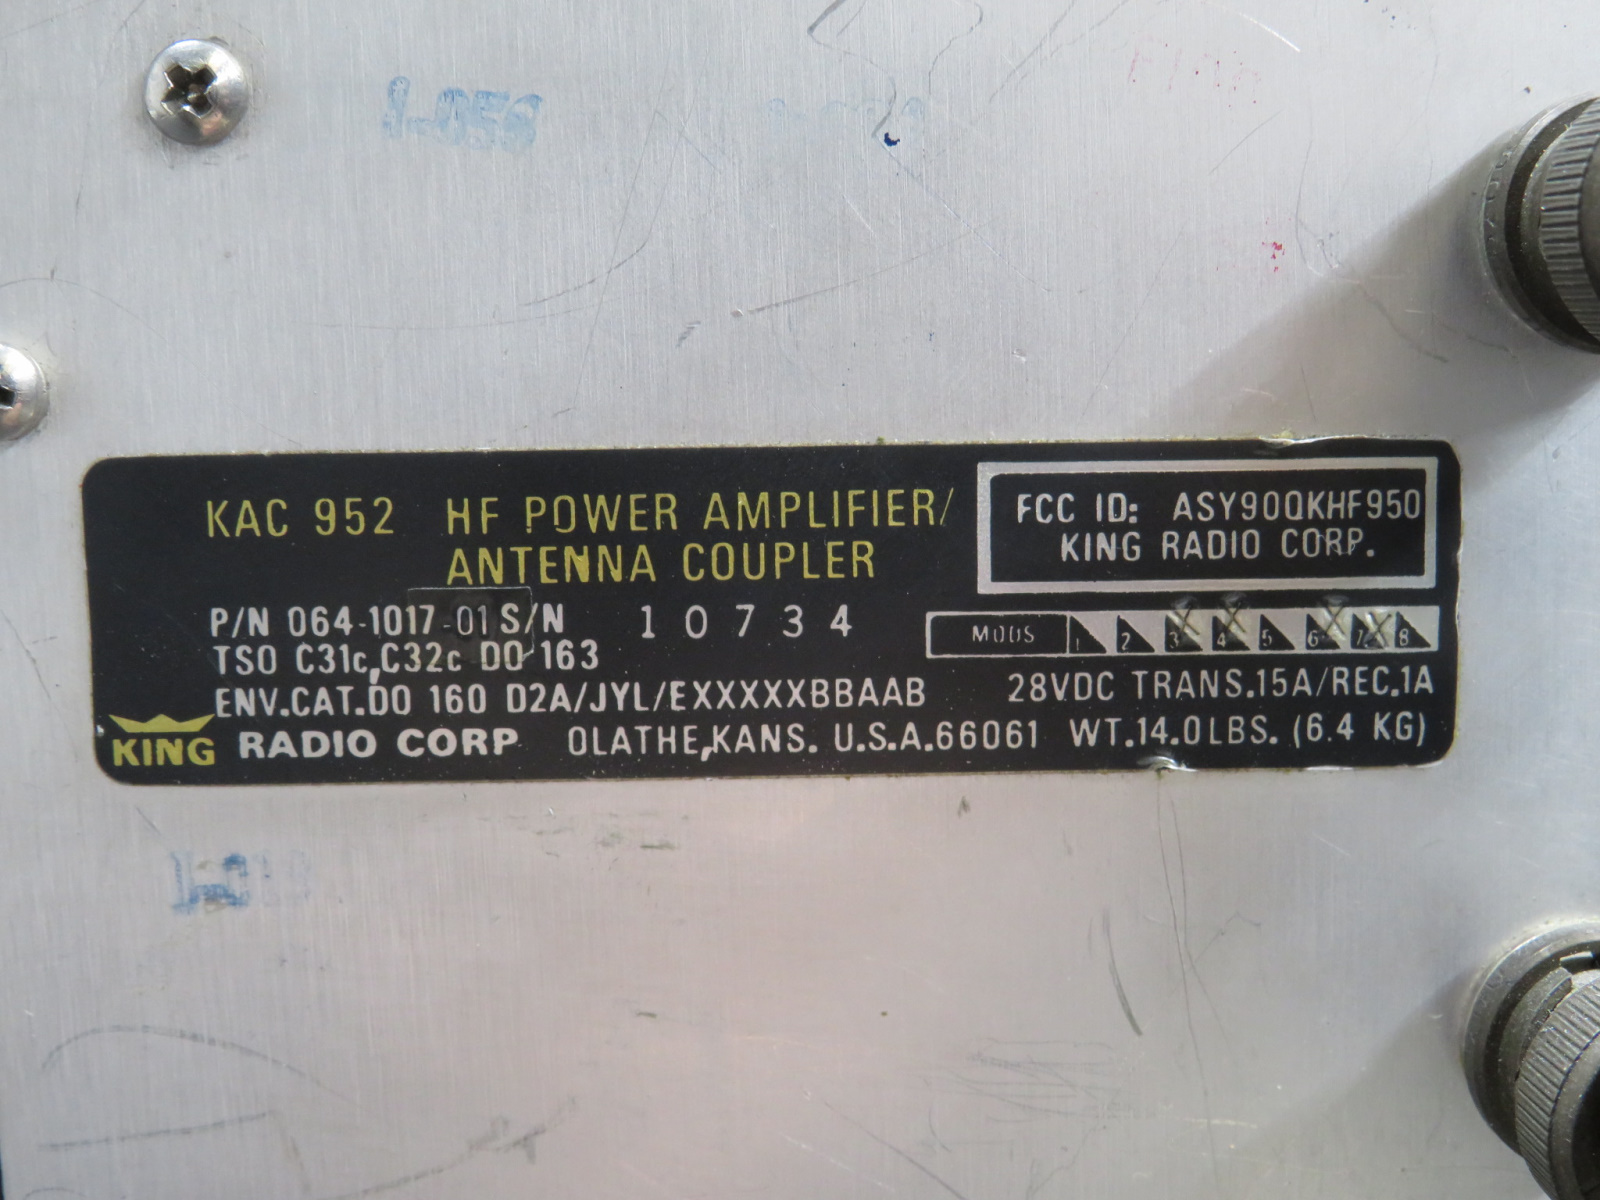 1-056
KAC 952 HF POWER AMPLIFIER/
ANTENNA COUPLER
FCC ID: ASY90QKHF950
KING RADIO CORP.
P/N 064-1017-01 S/N 10734
MODS 1 2 3 4 5 6 7 8
TSO C31c,C32c DO 163
ENV.CAT.DO 160 D2A/JYL/EXXXXXBBAAB 28VDC TRANS.15A/REC.1A
KING RADIO CORP OLATHE,KANS. U.S.A.66061 WT.14.0LBS. (6.4 KG)